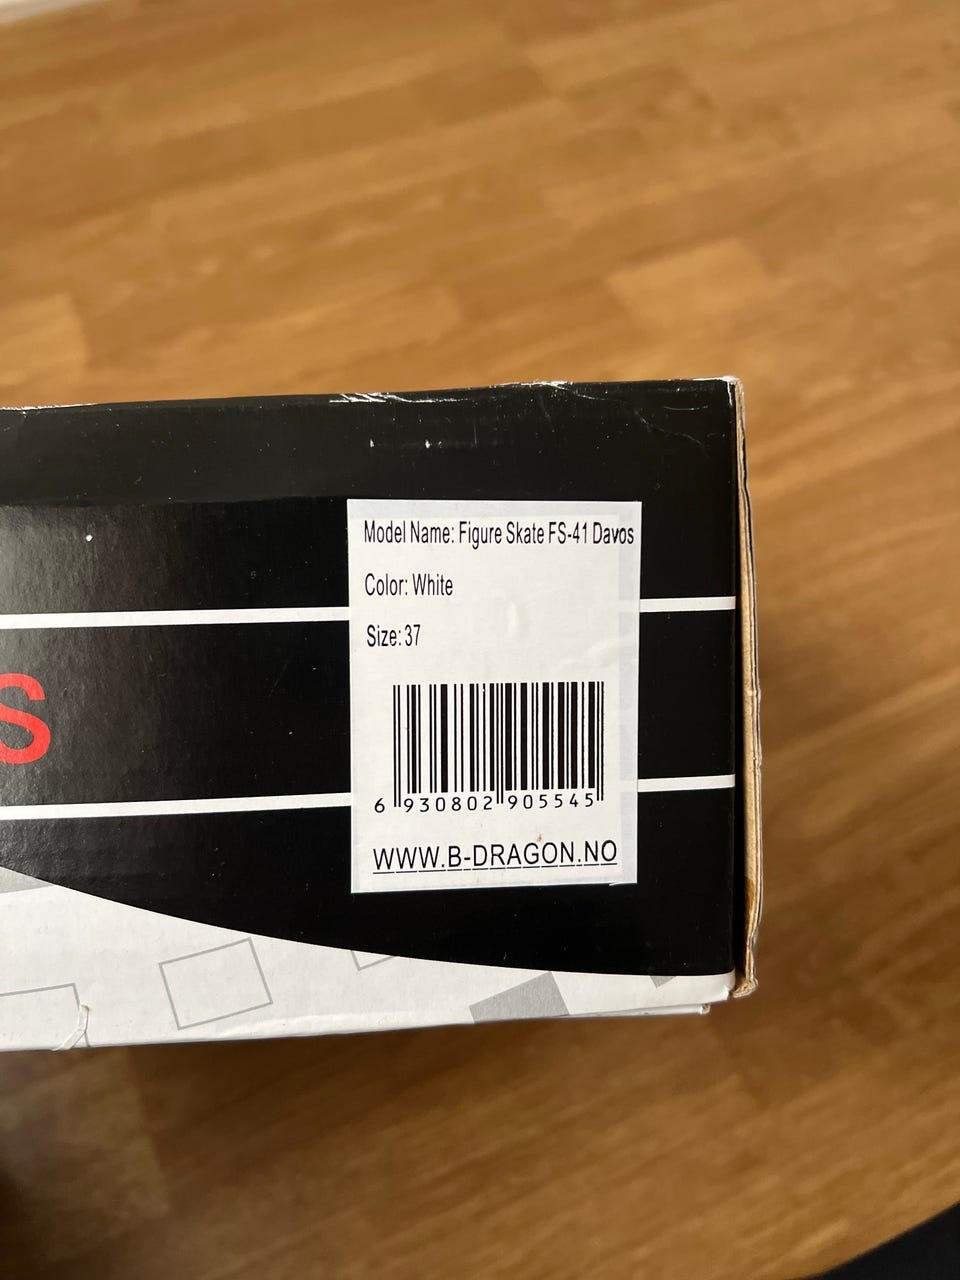 Model Name: Figure Skate FS-41 Davos
Color: White
Size: 37
S
6 930802 905545
WWW.B-DRAGON.NO